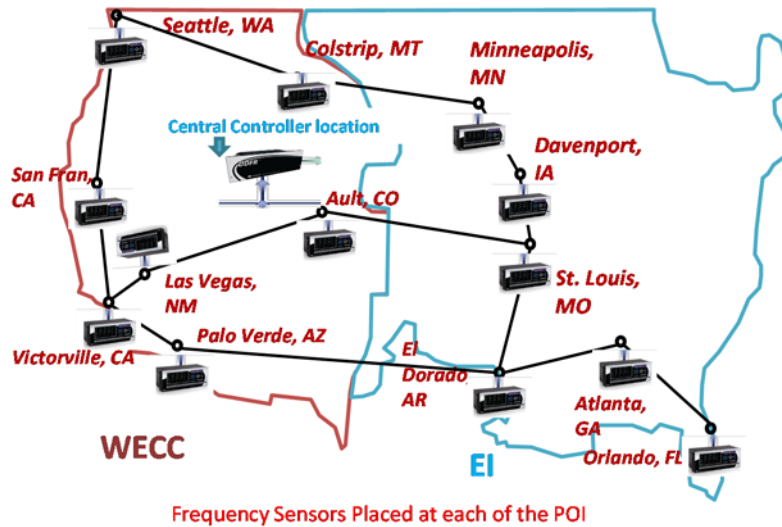 Seattle, WA
Colstrip, MT
Minneapolis,
MN
Central Controller location
Davenport,
IA
San Fran,
CA
Ault, CO
Las Vegas,
NM
St. Louis,
MO
Palo Verde, AZ
Victorville, CA
El
Dorado
AR
Atlanta,
GA
Orlando, FL
WECC
EI
Frequency Sensors Placed at each of the POI